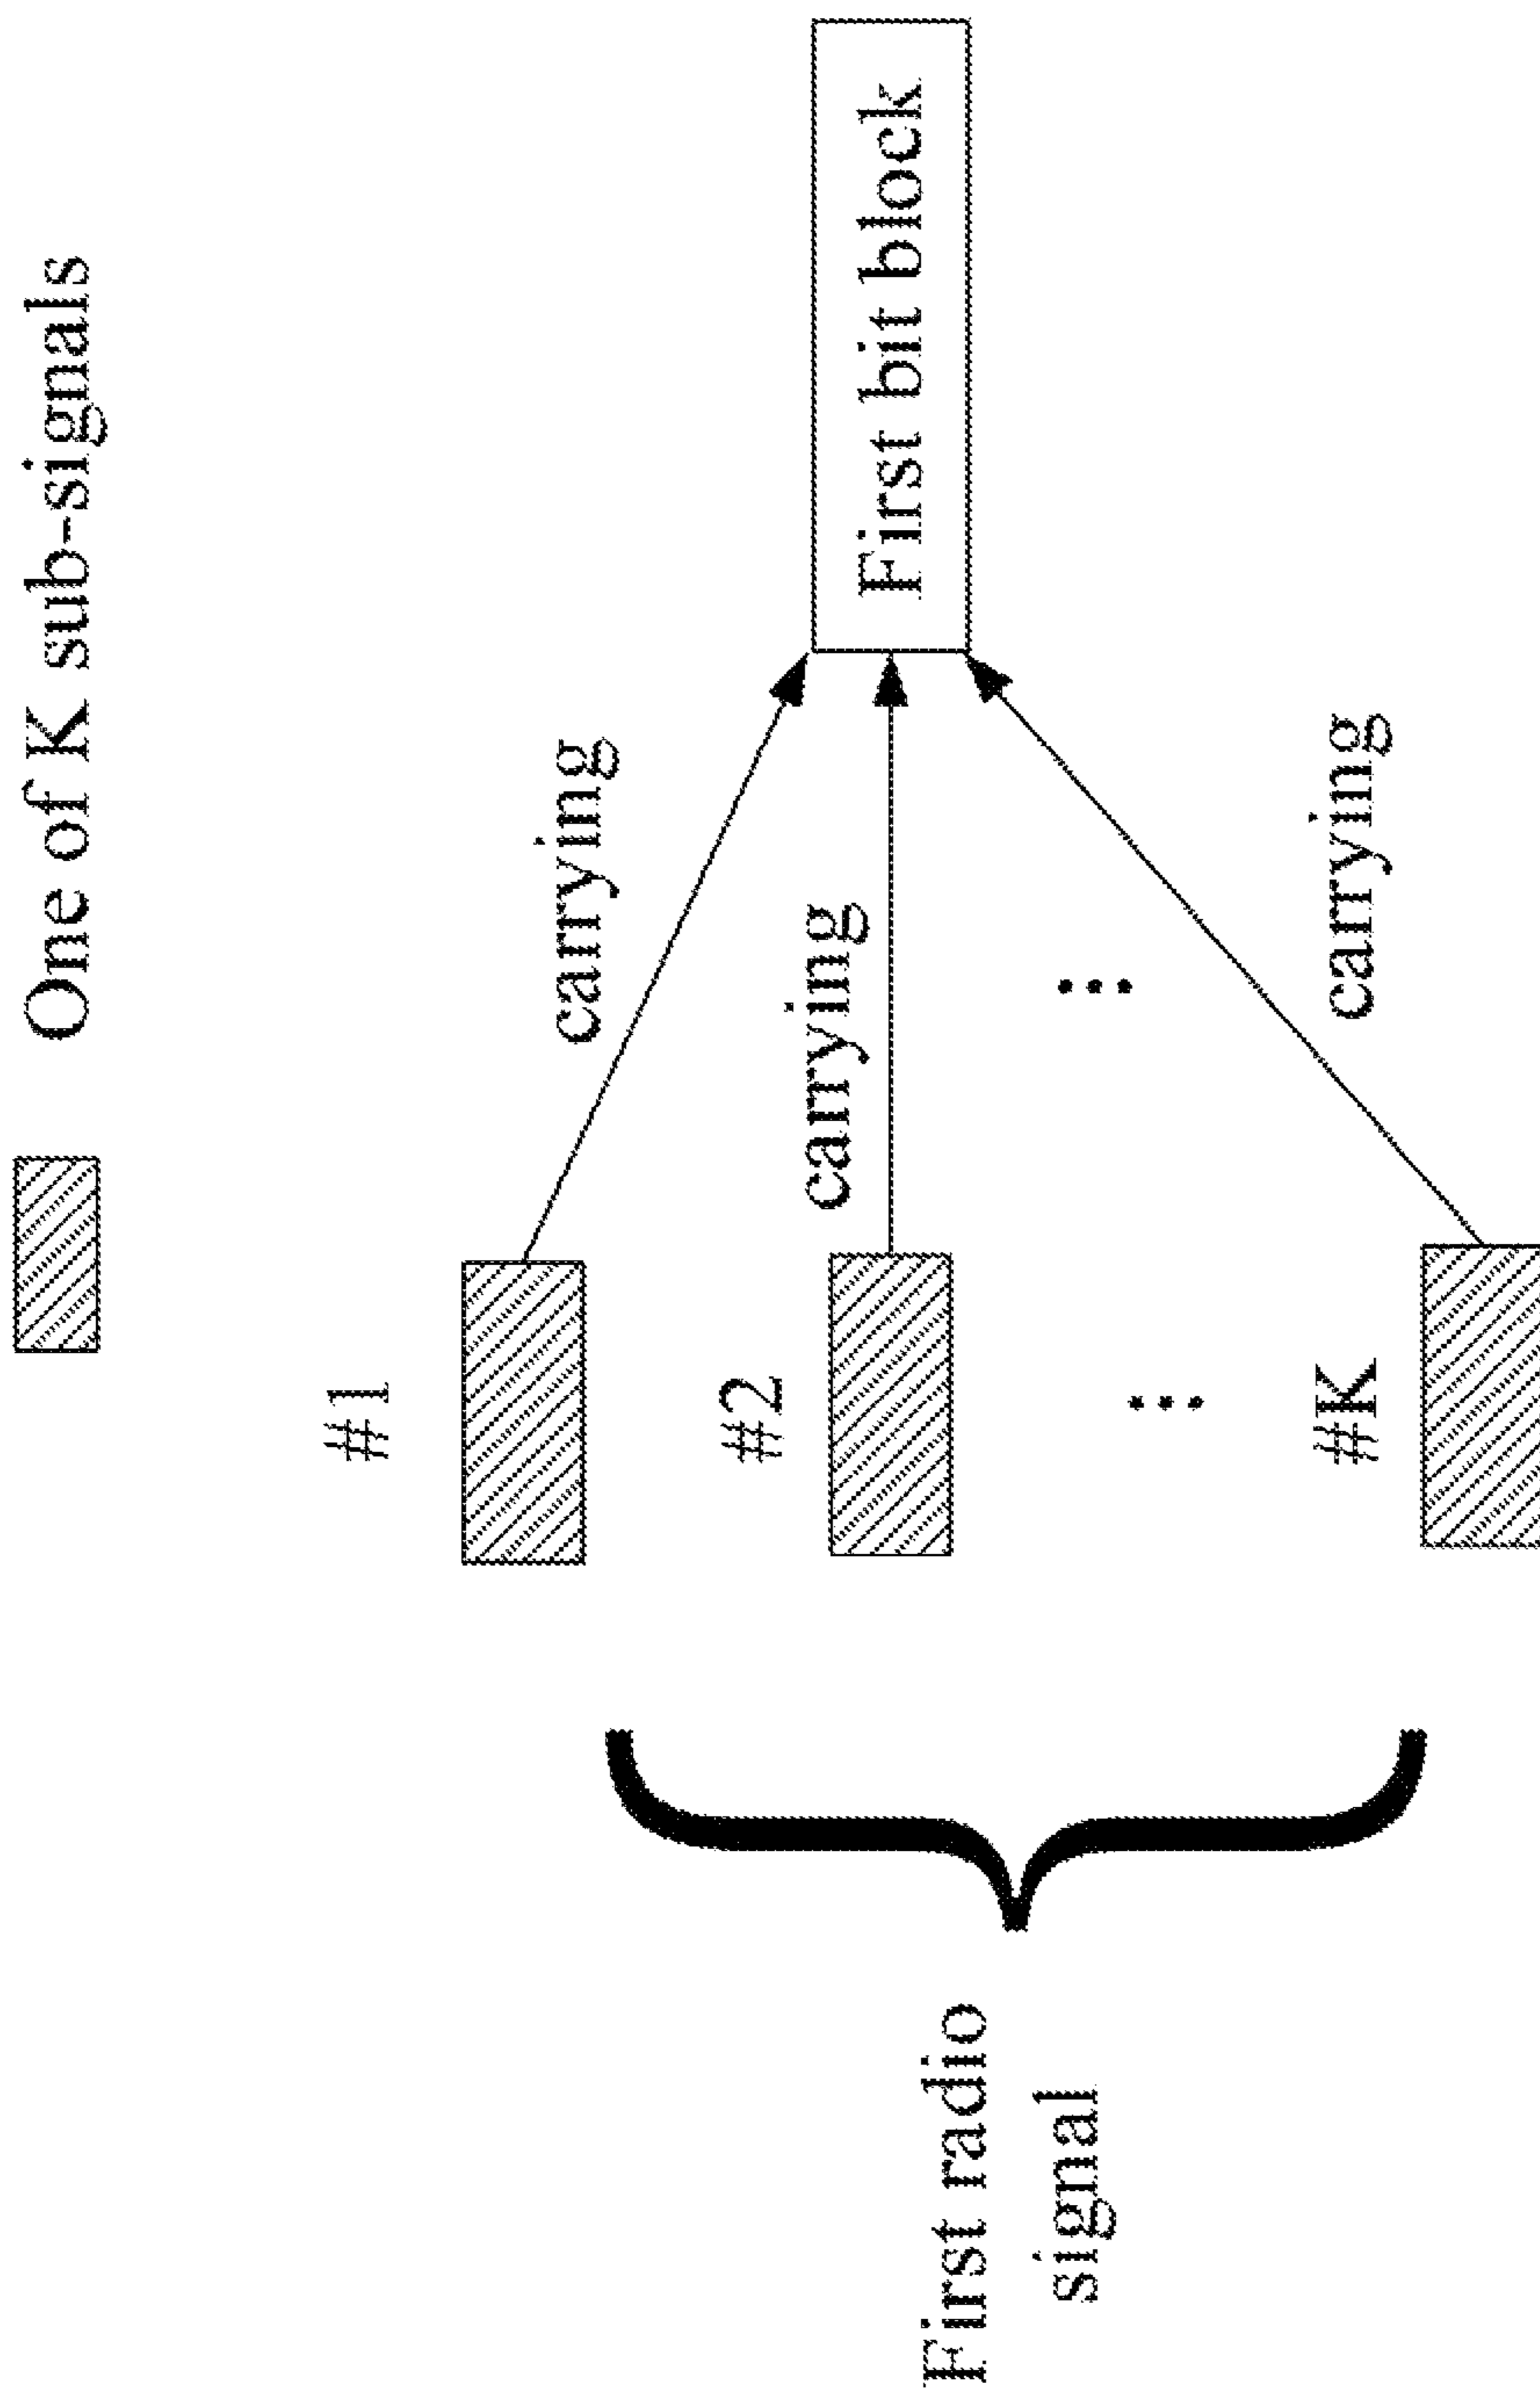 One of K sub-signals
#1
carrying
#2
carrying
First bit block
First radio
signal
⋮
⋮
#K
carrying